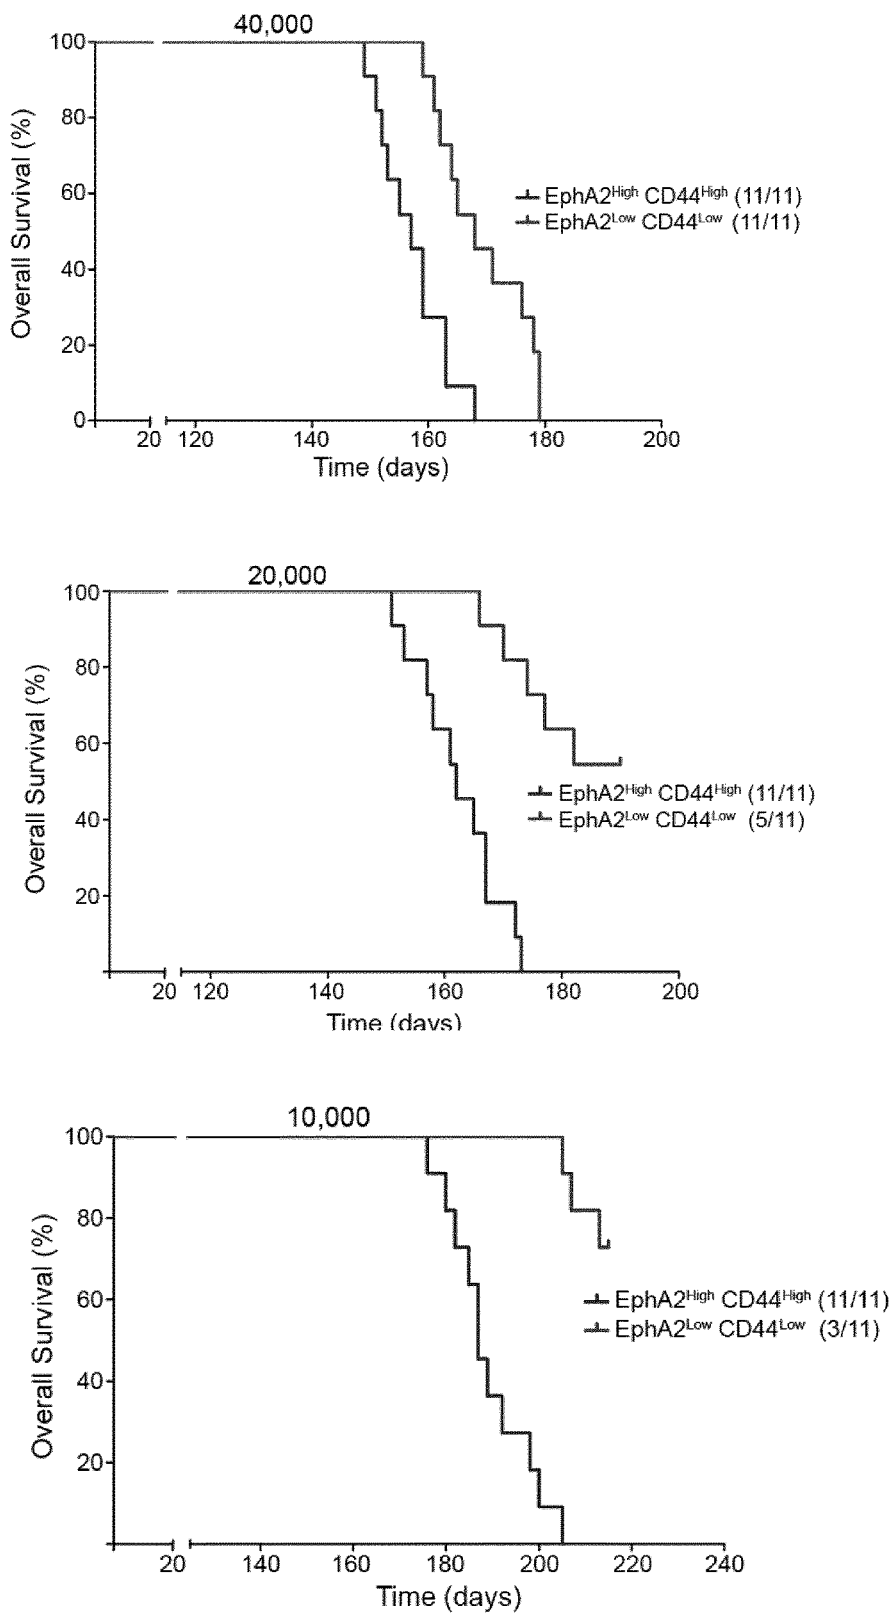 40,000
100
80
60
40
20
0
Overall Survival (%)
EphA2High CD44High (11/11)
EphA2Low CD44Low (11/11)
20 120 140 160 180 200
Time (days)
20,000
100
80
60
40
20
Overall Survival (%)
EphA2High CD44High (11/11)
EphA2Low CD44Low (5/11)
20 120 140 160 180 200
Time (days)
10,000
100
80
60
40
20
Overall Survival (%)
EphA2High CD44High (11/11)
EphA2Low CD44Low (3/11)
20 140 160 180 200 220 240
Time (days)